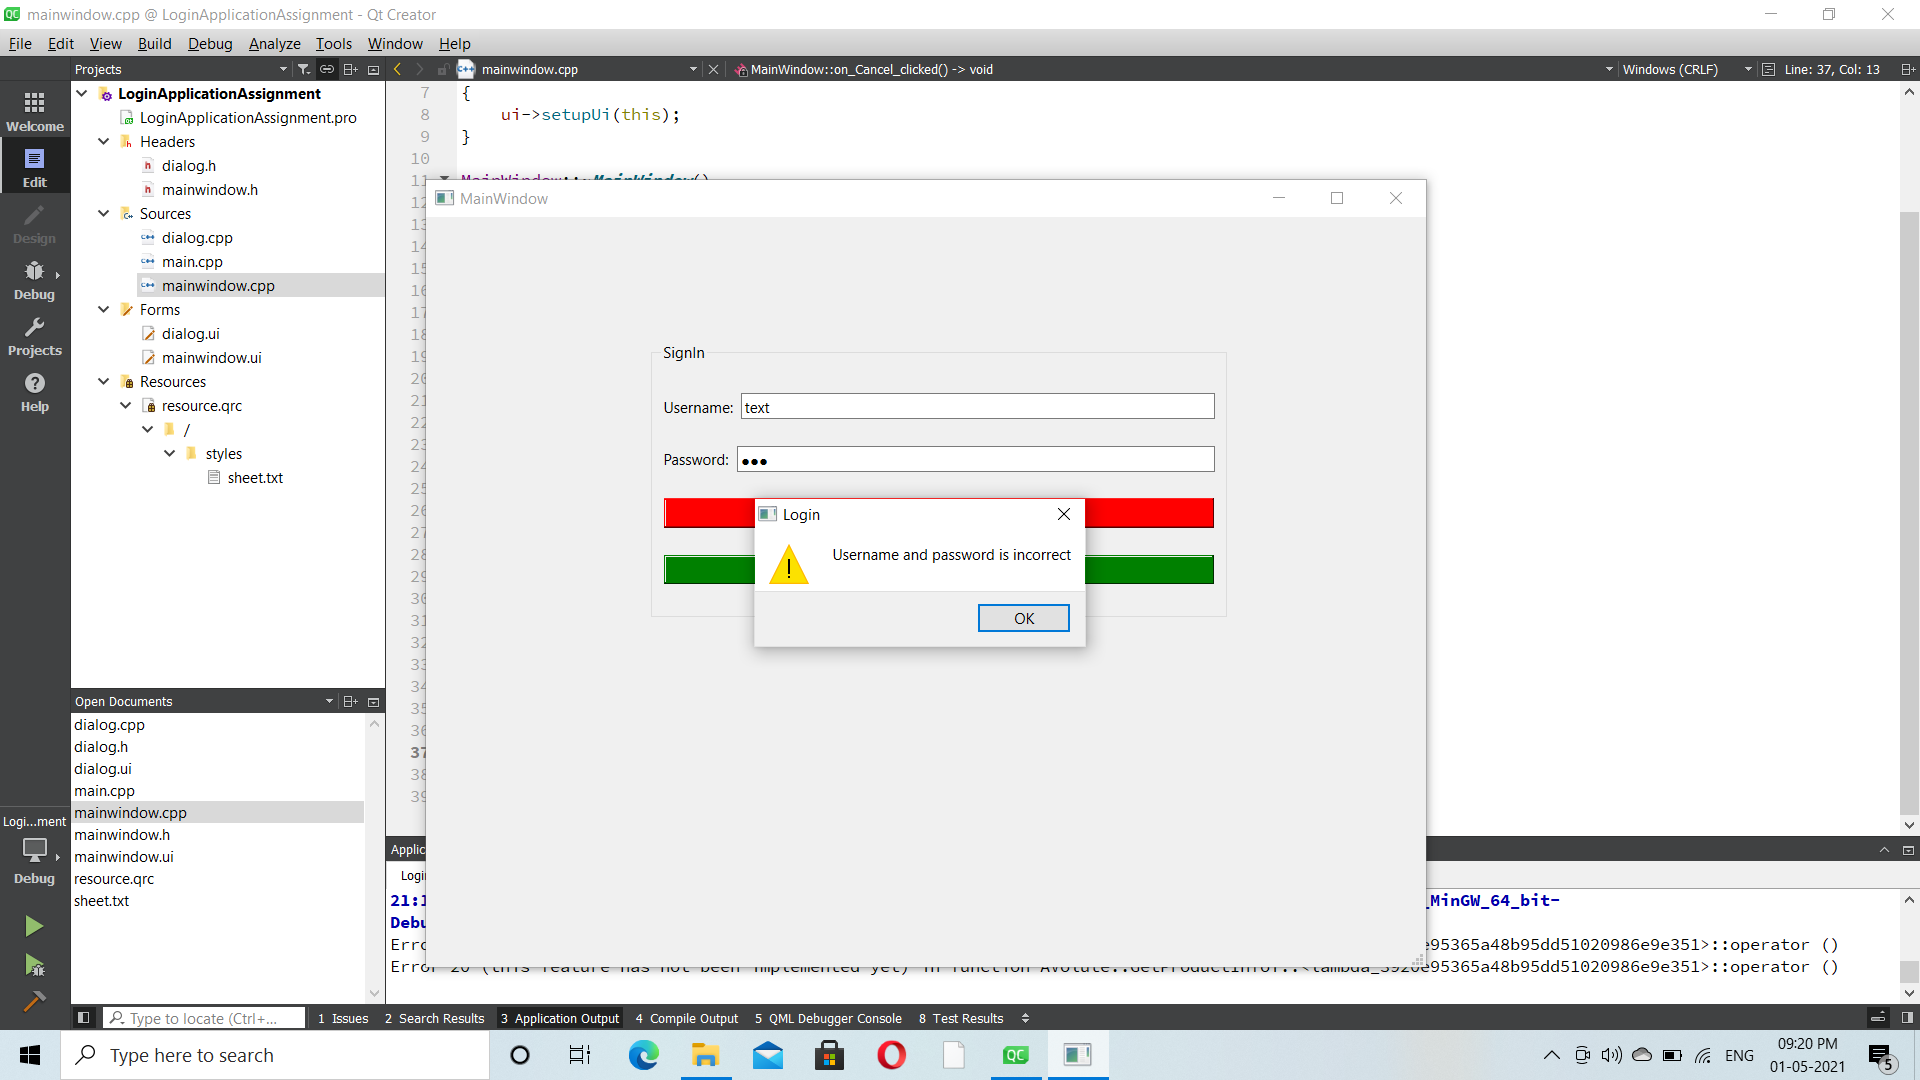 mainwindow.cpp @ LoginApplicationAssignment - Qt Creator
File Edit View Build Debug Analyze Tools Window Help
Projects
mainwindow.cpp
MainWindow::on_Cancel_clicked() -> void
Windows (CRLF)
Line: 37, Col: 13
Welcome
Edit
Design
Debug
Projects
Help
LoginApplicationAssignment
LoginApplicationAssignment.pro
Headers
dialog.h
mainwindow.h
Sources
dialog.cpp
main.cpp
mainwindow.cpp
Forms
dialog.ui
mainwindow.ui
Resources
resource.qrc
/
styles
sheet.txt
7 {
8 ui->setupUi(this);
9 }
10
11 MainWindow::~MainWindow()
12
13
14
15
16
17
18
19
20
21
22
23
24
25
26
27
28
29
30
31
32
33
34
35
36
37
38
39
MainWindow
SignIn
Username: text
Password: ●●●
Login
Username and password is incorrect
OK
Open Documents
dialog.cpp
dialog.h
dialog.ui
main.cpp
mainwindow.cpp
mainwindow.h
mainwindow.ui
resource.qrc
sheet.txt
Logi...ment
Debug
Applic
Logi
21:1 _MinGW_64_bit-
Debu
Erro e95365a48b95dd51020986e9e351>::operator ()
Error 20 (this feature has not been implemented yet) in function AVolute::GetProductInfoT::<lambda_3920e95365a48b95dd51020986e9e351>::operator ()
Type to locate (Ctrl+...
1 Issues 2 Search Results 3 Application Output 4 Compile Output 5 QML Debugger Console 8 Test Results
Type here to search
QC
ENG
09:20 PM
01-05-2021
5